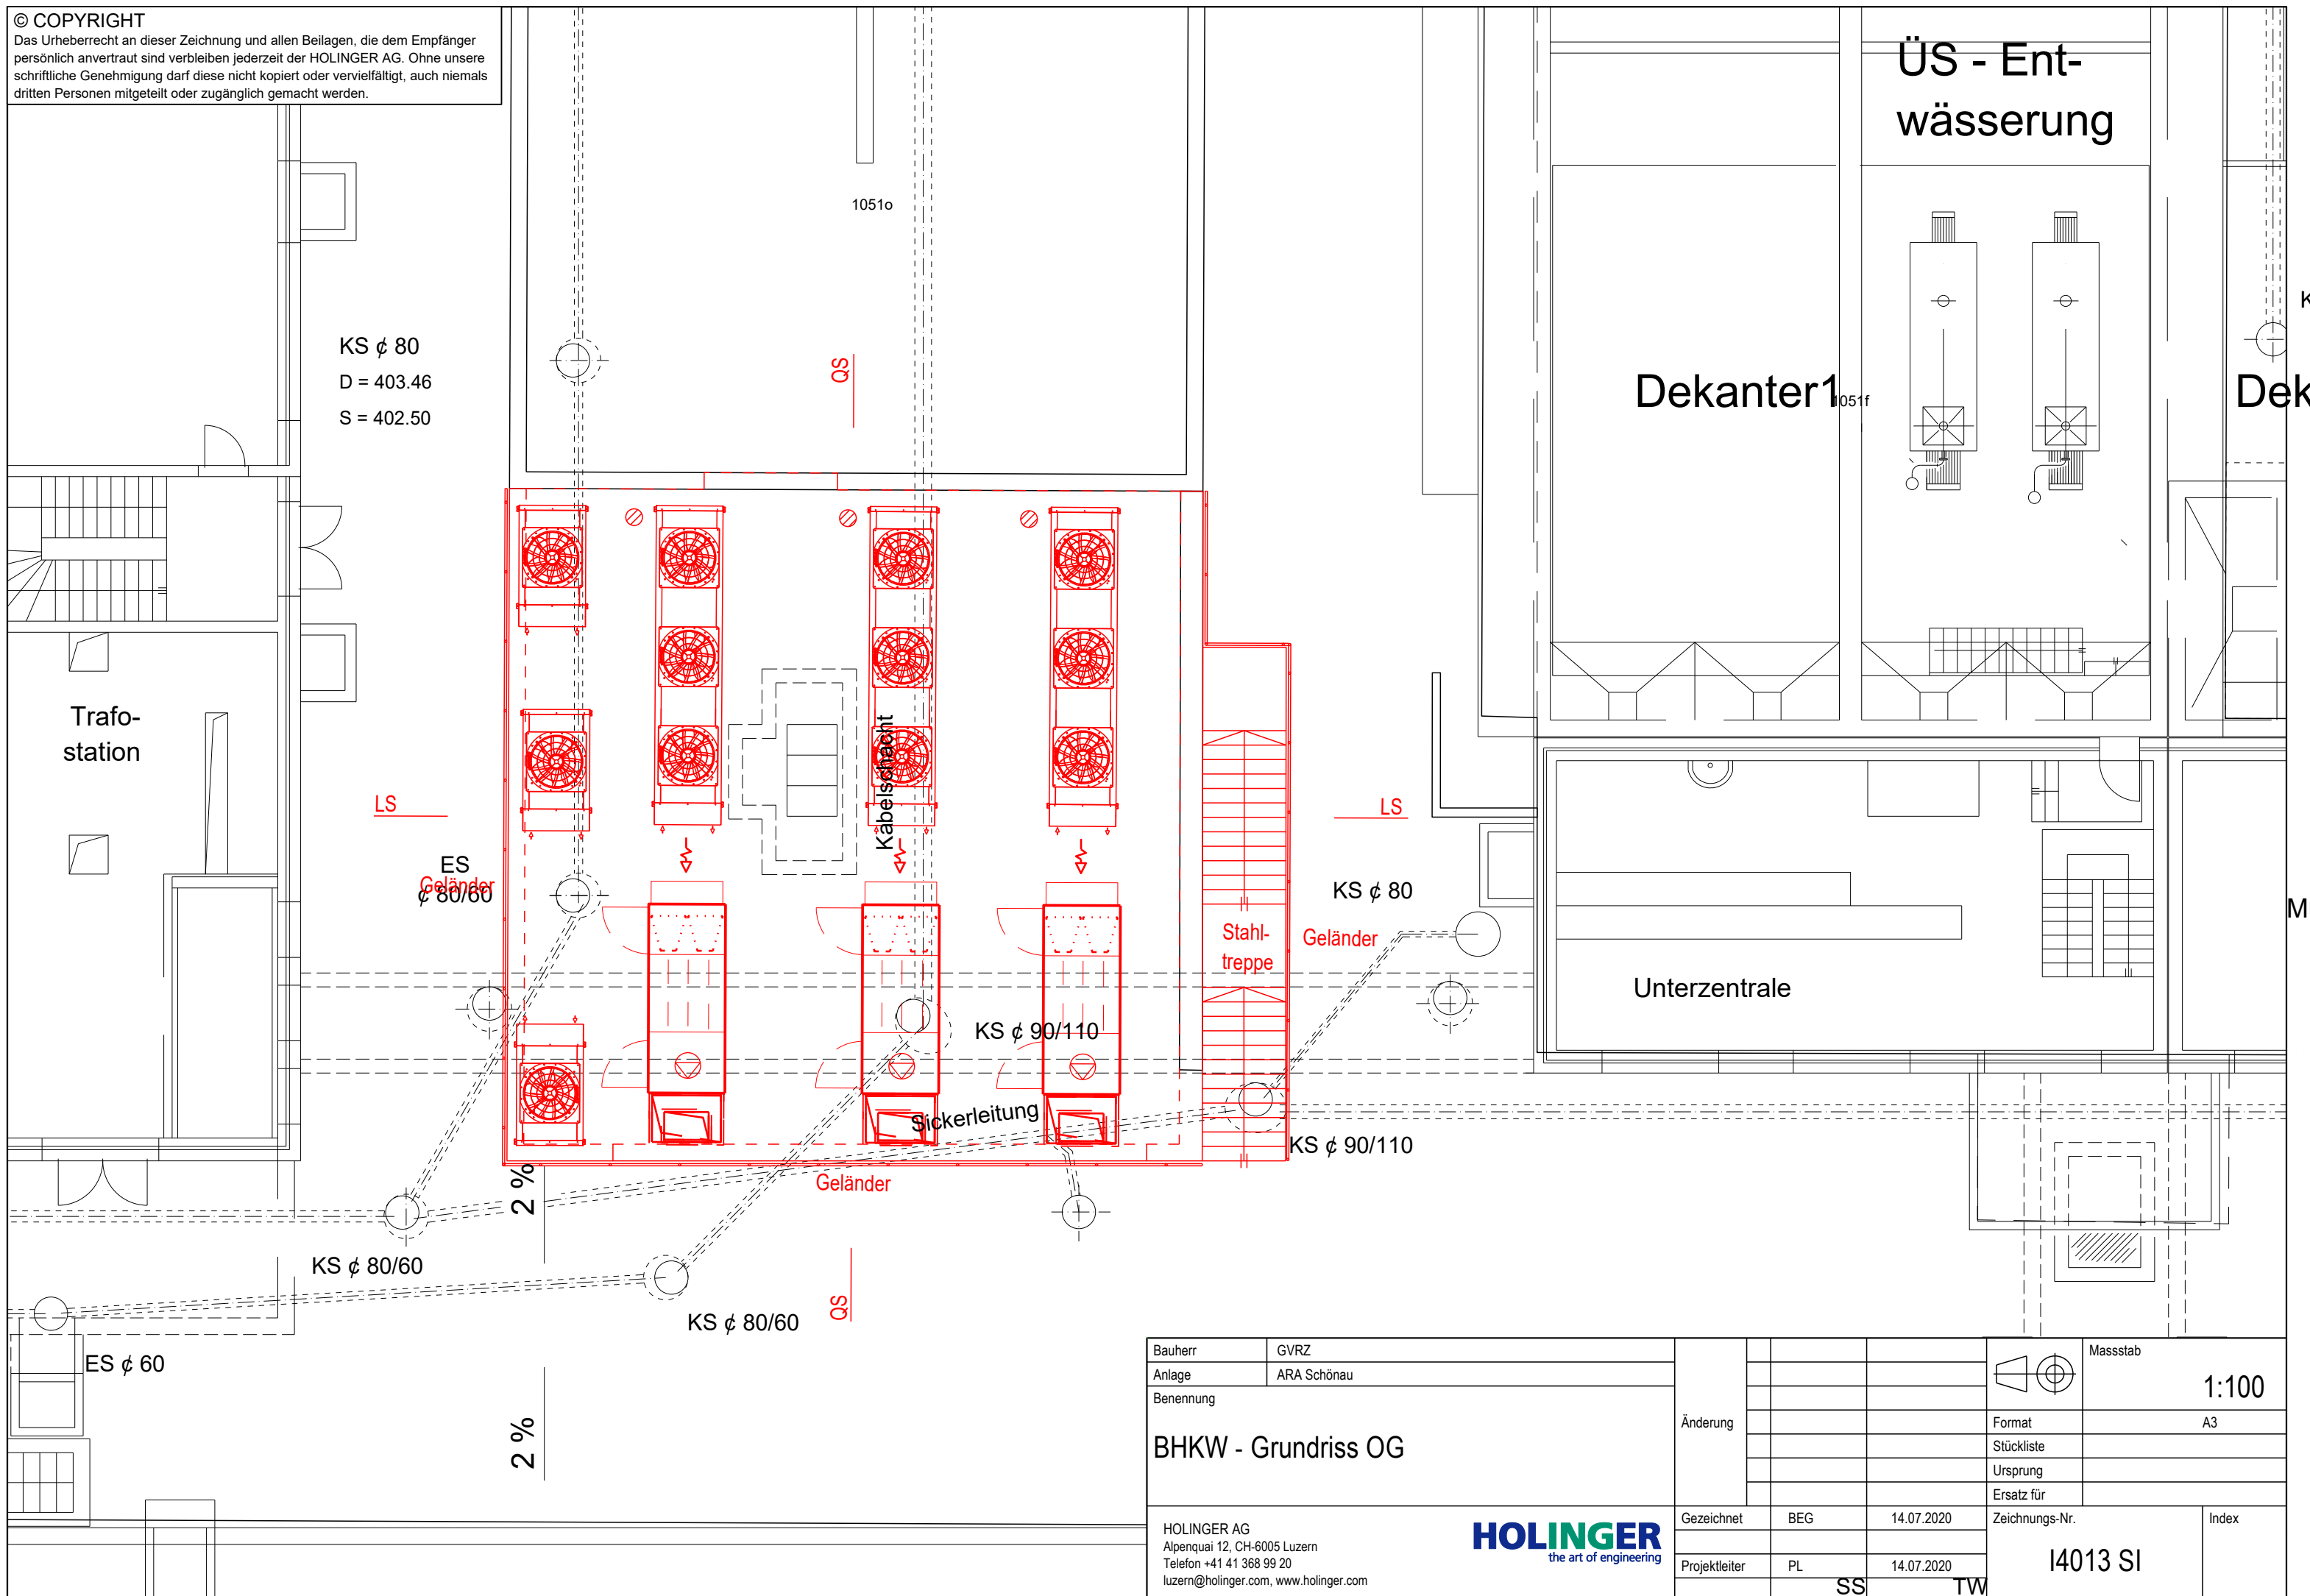 © COPYRIGHT
Das Urheberrecht an dieser Zeichnung und allen Beilagen, die dem Empfänger
persönlich anvertraut sind verbleiben jederzeit der HOLINGER AG. Ohne unsere
schriftliche Genehmigung darf diese nicht kopiert oder vervielfältigt, auch niemals
dritten Personen mitgeteilt oder zugänglich gemacht werden.
ÜS - Ent-
wässerung
1051o
KS ¢ 80
D = 403.46
S = 402.50
QS
Dekanter1
1051f
Dek
K
Trafo-
station
Kabelschacht
LS
LS
ES
¢ 80/60
Geländer
KS ¢ 80
M
Stahl-
treppe
Geländer
Unterzentrale
KS ¢ 90/110
Sickerleitung
KS ¢ 90/110
2 %
Geländer
KS ¢ 80/60
QS
KS ¢ 80/60
ES ¢ 60
2 %
Bauherr GVRZ
Anlage ARA Schönau
Benennung
BHKW - Grundriss OG
Änderung
Massstab
1:100
Format A3
Stückliste
Ursprung
Ersatz für
HOLINGER AG
Alpenquai 12, CH-6005 Luzern
Telefon +41 41 368 99 20
luzern@holinger.com, www.holinger.com
HOLINGER
the art of engineering
Gezeichnet BEG 14.07.2020
Projektleiter PL 14.07.2020
SS TW
Zeichnungs-Nr.
I4013 SI
Index